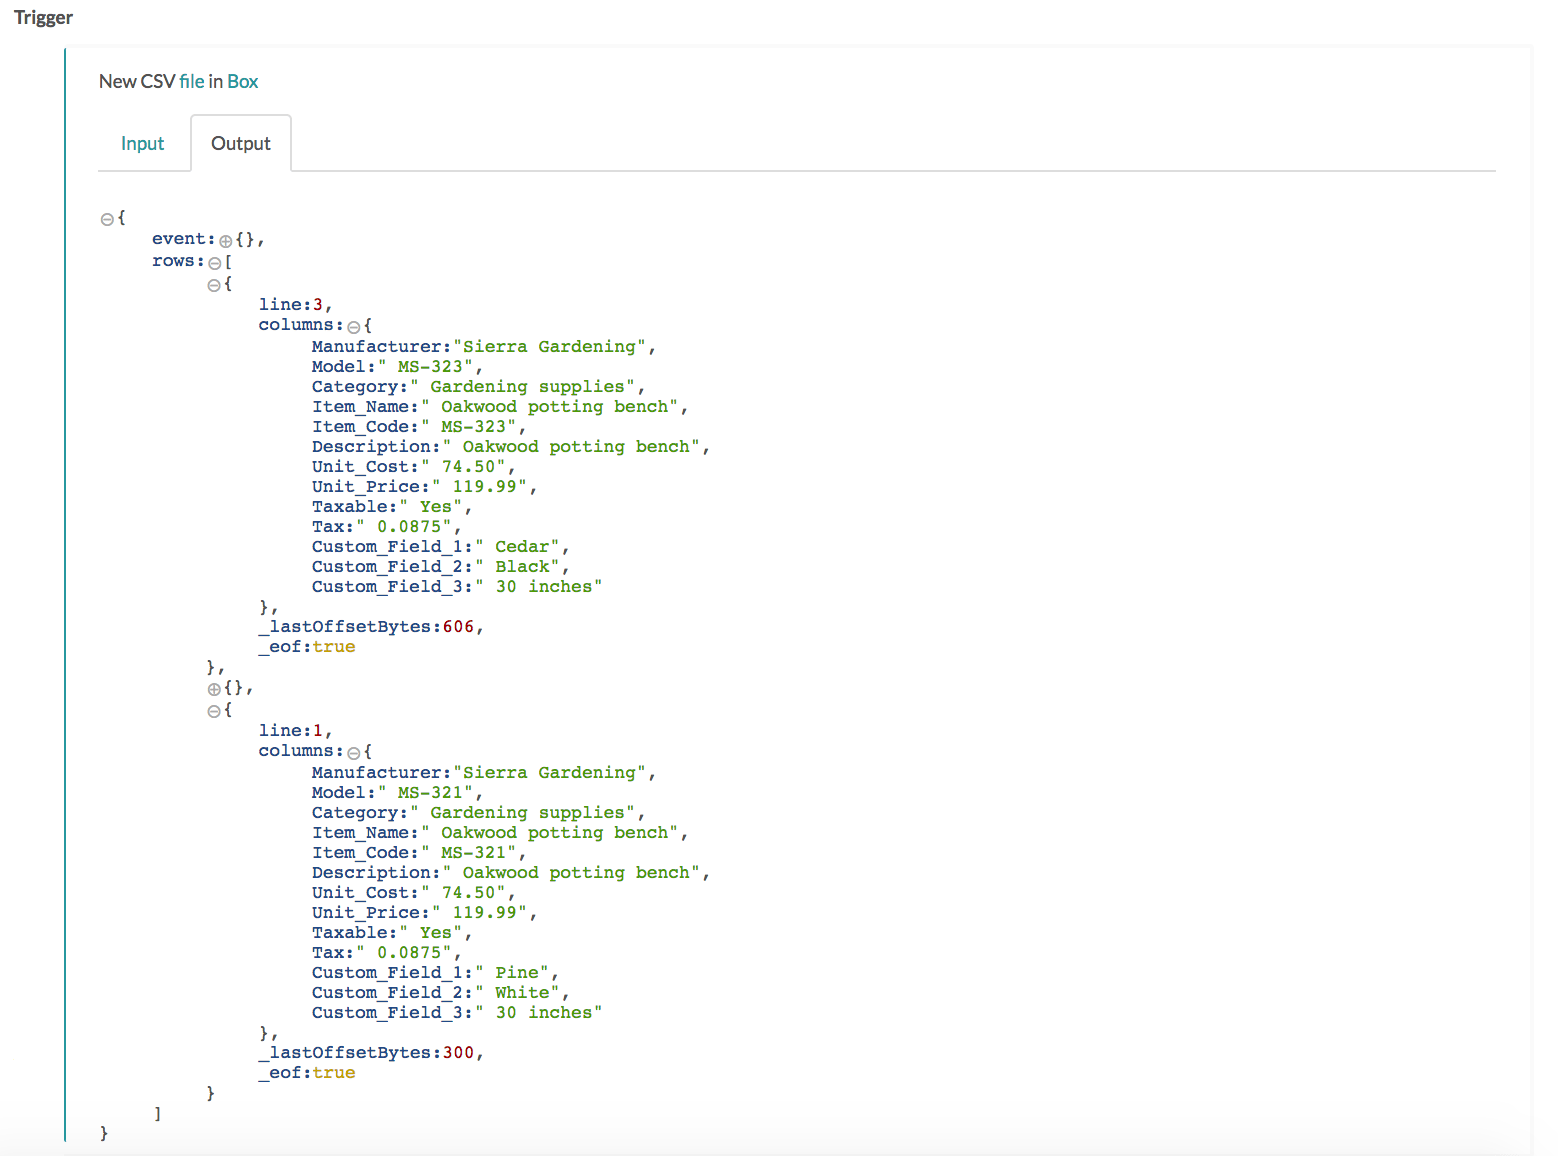 Trigger
New CSV file in Box
Input Output
{
event:{},
rows:[
{
line:3,
columns:{
Manufacturer:"Sierra Gardening",
Model:" MS-323",
Category:" Gardening supplies",
Item_Name:" Oakwood potting bench",
Item_Code:" MS-323",
Description:" Oakwood potting bench",
Unit_Cost:" 74.50",
Unit_Price:" 119.99",
Taxable:" Yes",
Tax:" 0.0875",
Custom_Field_1:" Cedar",
Custom_Field_2:" Black",
Custom_Field_3:" 30 inches"
},
_lastOffsetBytes:606,
_eof:true
},
{},
{
line:1,
columns:{
Manufacturer:"Sierra Gardening",
Model:" MS-321",
Category:" Gardening supplies",
Item_Name:" Oakwood potting bench",
Item_Code:" MS-321",
Description:" Oakwood potting bench",
Unit_Cost:" 74.50",
Unit_Price:" 119.99",
Taxable:" Yes",
Tax:" 0.0875",
Custom_Field_1:" Pine",
Custom_Field_2:" White",
Custom_Field_3:" 30 inches"
},
_lastOffsetBytes:300,
_eof:true
}
]
}